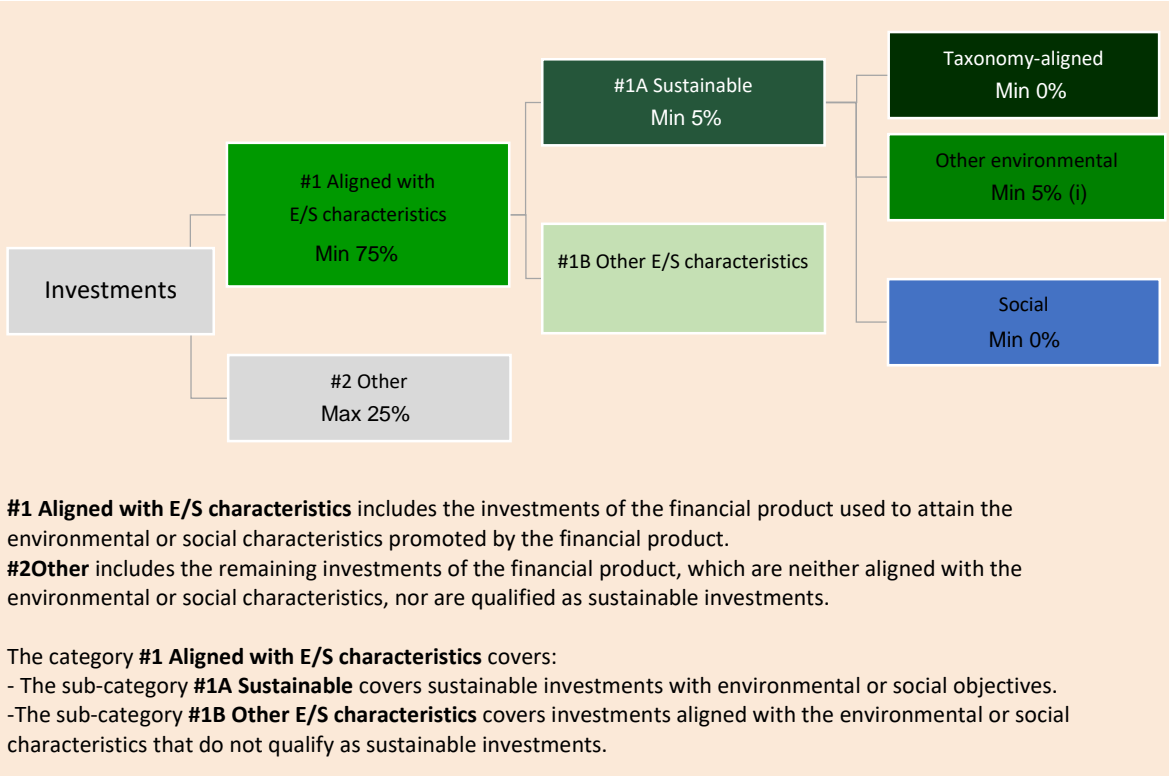 Investments
#1 Aligned with
E/S characteristics
Min 75%
#2 Other
Max 25%
#1A Sustainable
Min 5%
#1B Other E/S characteristics
Taxonomy-aligned
Min 0%
Other environmental
Min 5% (i)
Social
Min 0%
#1 Aligned with E/S characteristics includes the investments of the financial product used to attain the
environmental or social characteristics promoted by the financial product.
#2Other includes the remaining investments of the financial product, which are neither aligned with the
environmental or social characteristics, nor are qualified as sustainable investments.
The category #1 Aligned with E/S characteristics covers:
- The sub-category #1A Sustainable covers sustainable investments with environmental or social objectives.
-The sub-category #1B Other E/S characteristics covers investments aligned with the environmental or social
characteristics that do not qualify as sustainable investments.